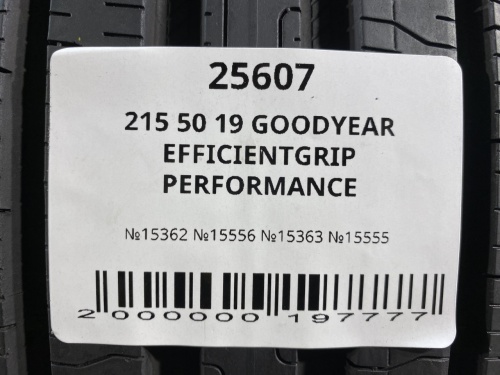 25607
215 50 19 GOODYEAR
EFFICIENTGRIP
PERFORMANCE
№15362 №15556 №15363 №15555
2 000000 197777